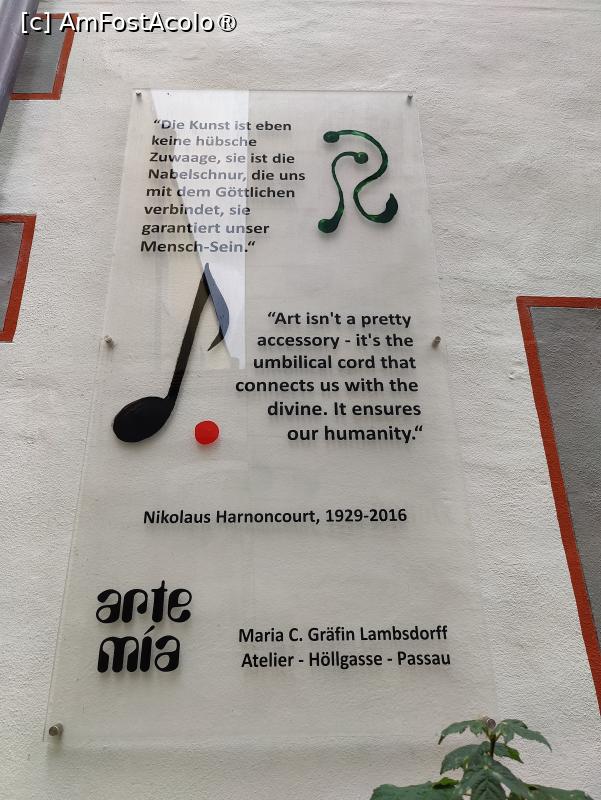 [c] AmFostAcolo®
“Die Kunst ist eben
keine hübsche
Zuwaage, sie ist die
Nabelschnur, die uns
mit dem Göttlichen
verbindet, sie
garantiert unser
Mensch-Sein.“
“Art isn't a pretty
accessory - it's the
umbilical cord that
connects us with the
divine. It ensures
our humanity.“
Nikolaus Harnoncourt, 1929-2016
arte
mía
Maria C. Gräfin Lambsdorff
Atelier - Höllgasse - Passau